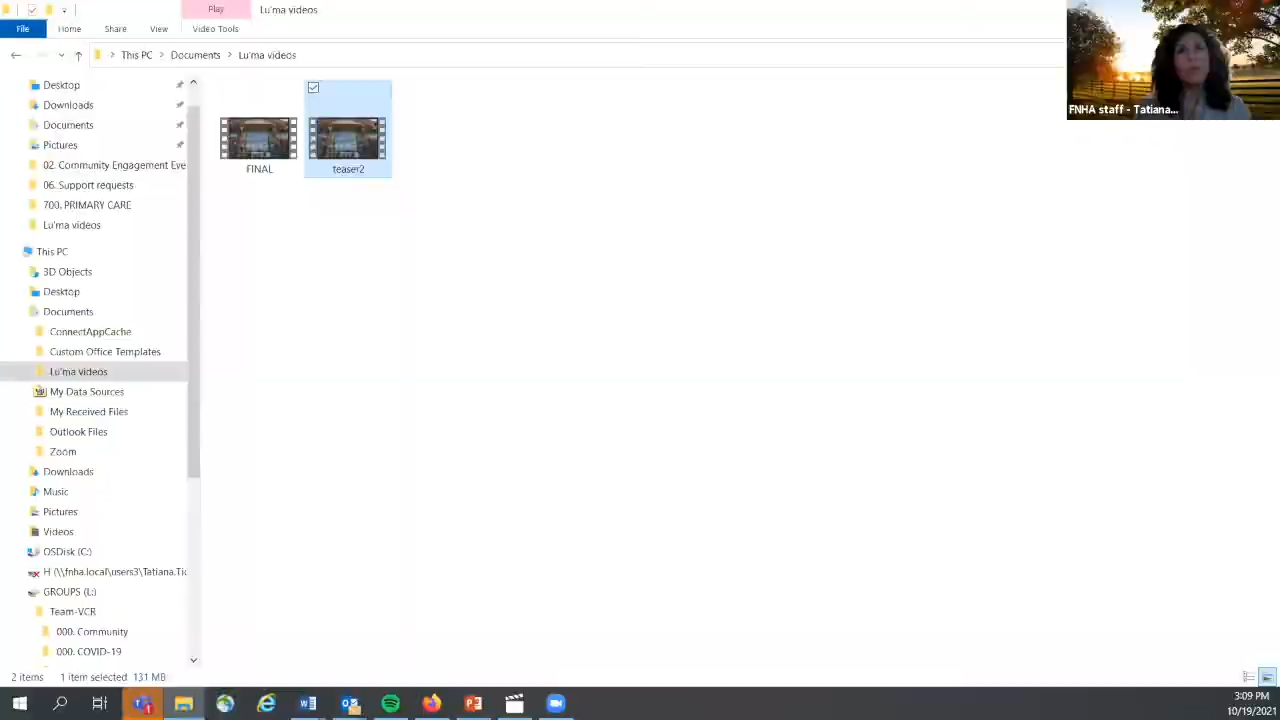 Play
Lu'ma videos
File
Home
Share
View
Video Tools
This PC
Documents
Lu'ma videos
FNHA staff - Tatiana...
Desktop
Downloads
Documents
Pictures
02. Community Engagement Eve
06. Support requests
700. PRIMARY CARE
Lu'ma videos
This PC
3D Objects
Desktop
Documents
ConnectAppCache
Custom Office Templates
Lu'ma videos
My Data Sources
My Received Files
Outlook Files
Zoom
Downloads
Music
Pictures
Videos
OSDisk (C:)
H (\\fnha.local\users3\Tatiana.Tic
GROUPS (L:)
Team-VCR
000. Community
000. COVID-19
FINAL
teaser2
2 items
1 item selected 131 MB
3:09 PM
10/19/2021